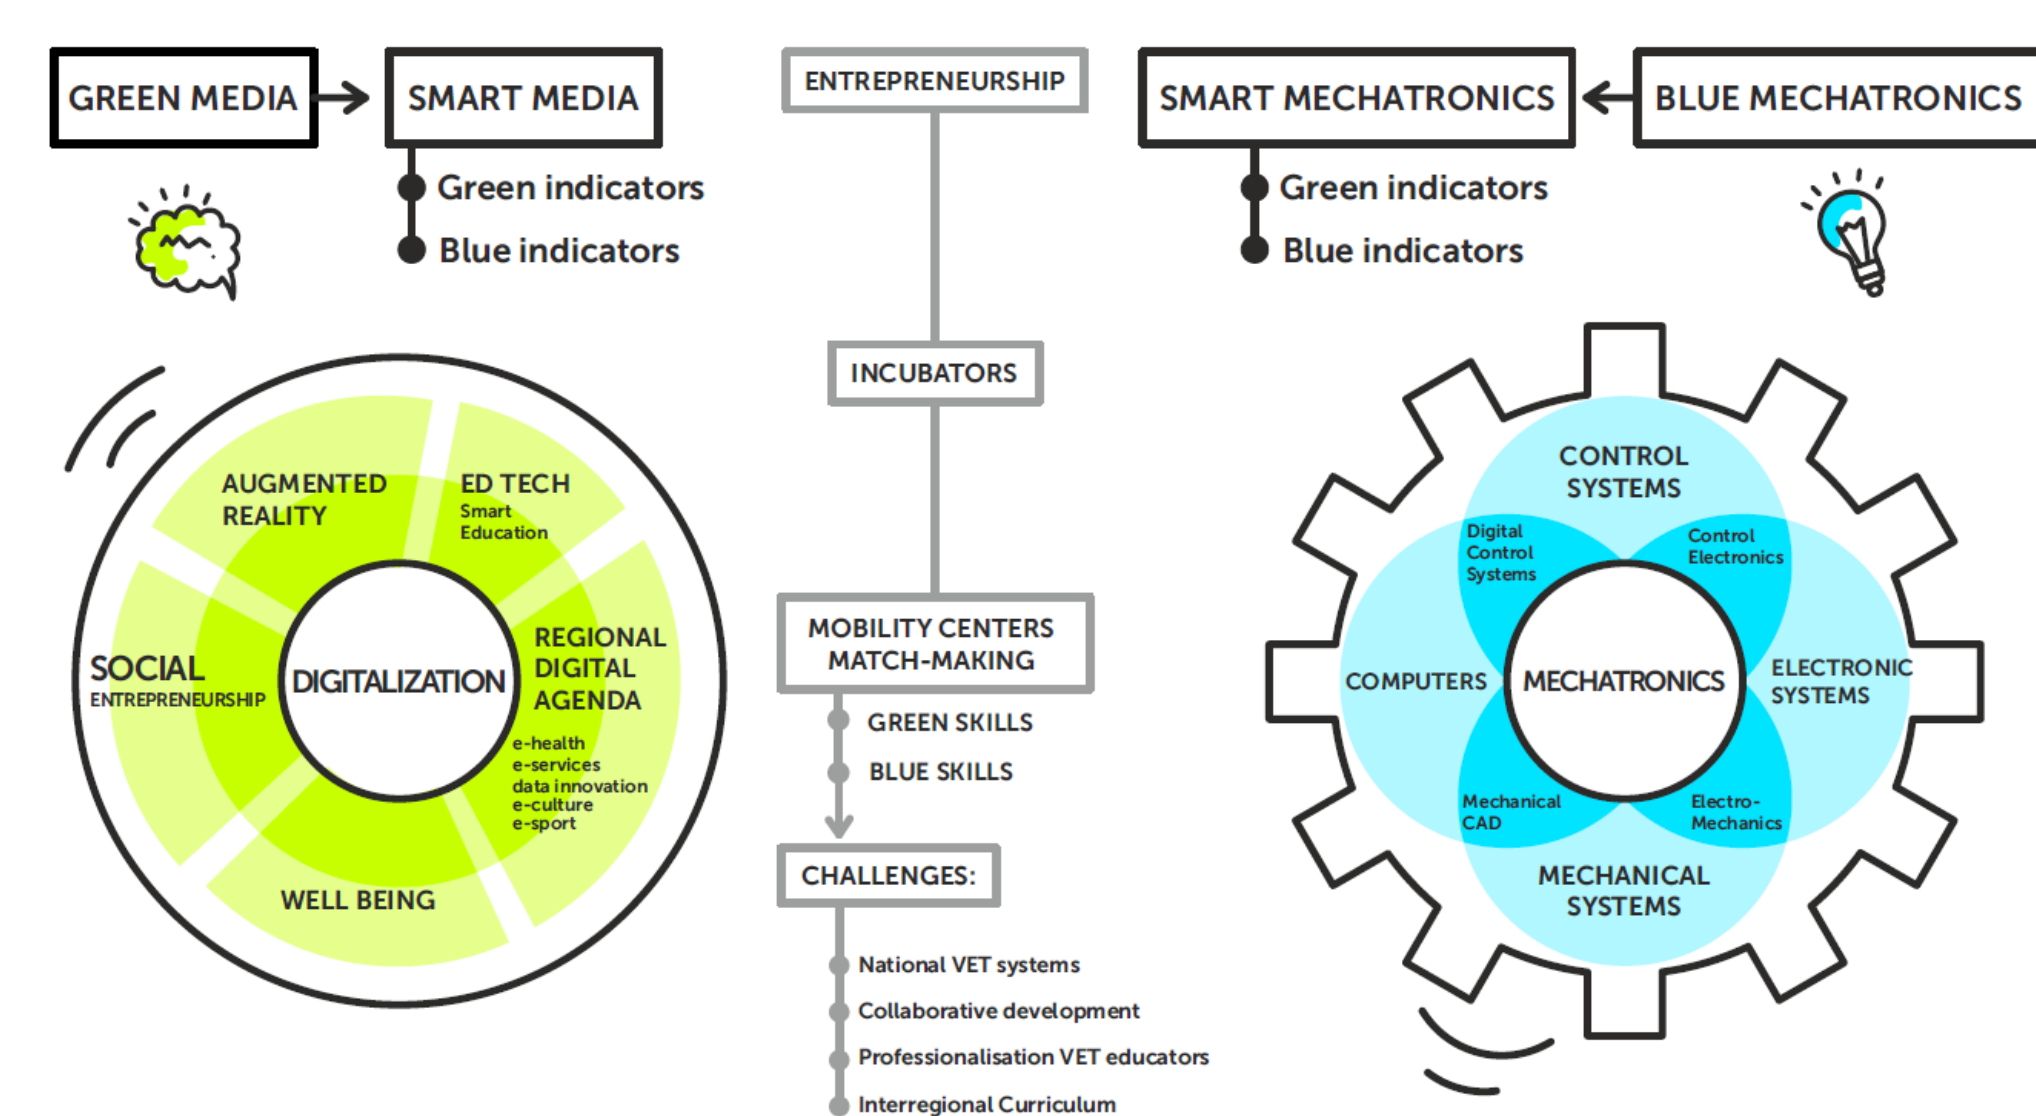 GREEN MEDIA
SMART MEDIA
Green indicators
Blue indicators
ENTREPRENEURSHIP
SMART MECHATRONICS
BLUE MECHATRONICS
Green indicators
Blue indicators
AUGMENTED
REALITY
ED TECH
Smart
Education
SOCIAL
ENTREPRENEURSHIP
DIGITALIZATION
REGIONAL
DIGITAL
AGENDA
e-health
e-services
data innovation
e-culture
e-sport
WELL BEING
INCUBATORS
MOBILITY CENTERS
MATCH-MAKING
GREEN SKILLS
BLUE SKILLS
CHALLENGES:
National VET systems
Collaborative development
Professionalisation VET educators
Interregional Curriculum
CONTROL
SYSTEMS
Digital
Control
Systems
Control
Electronics
COMPUTERS
MECHATRONICS
ELECTRONIC
SYSTEMS
Mechanical
CAD
Electro-
Mechanics
MECHANICAL
SYSTEMS